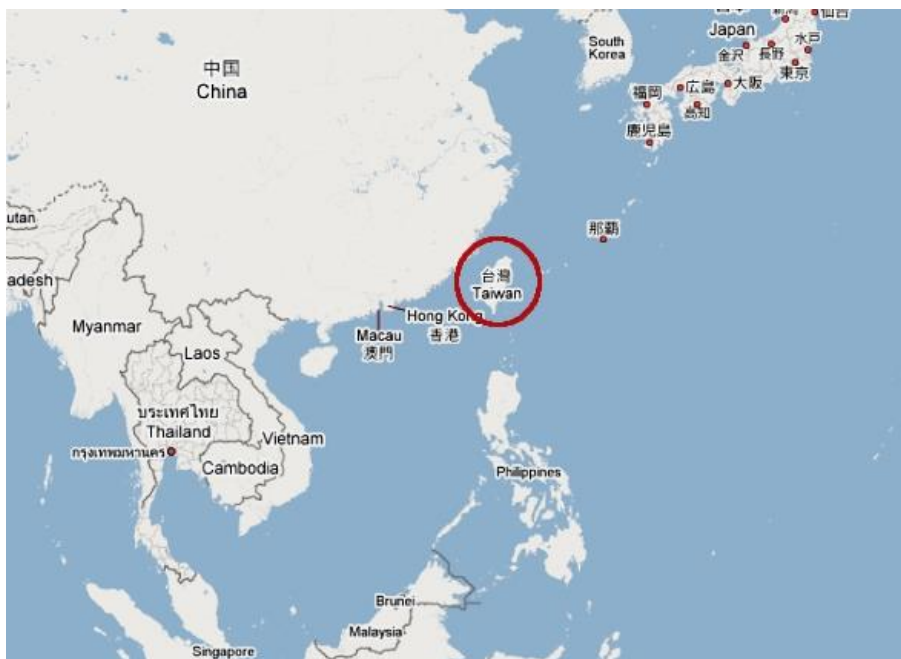 Japan
仙台
水戸
金沢
長野
東京
South
Korea
中国
China
福岡
広島
大阪
高知
鹿児島
utan
那覇
adesh
台灣
Taiwan
Myanmar
Hong Kong
香港
Macau
澳門
Laos
ประเทศไทย
Thailand
Vietnam
กรุงเทพมหานคร
Cambodia
Philippines
Brunei
Malaysia
Singapore